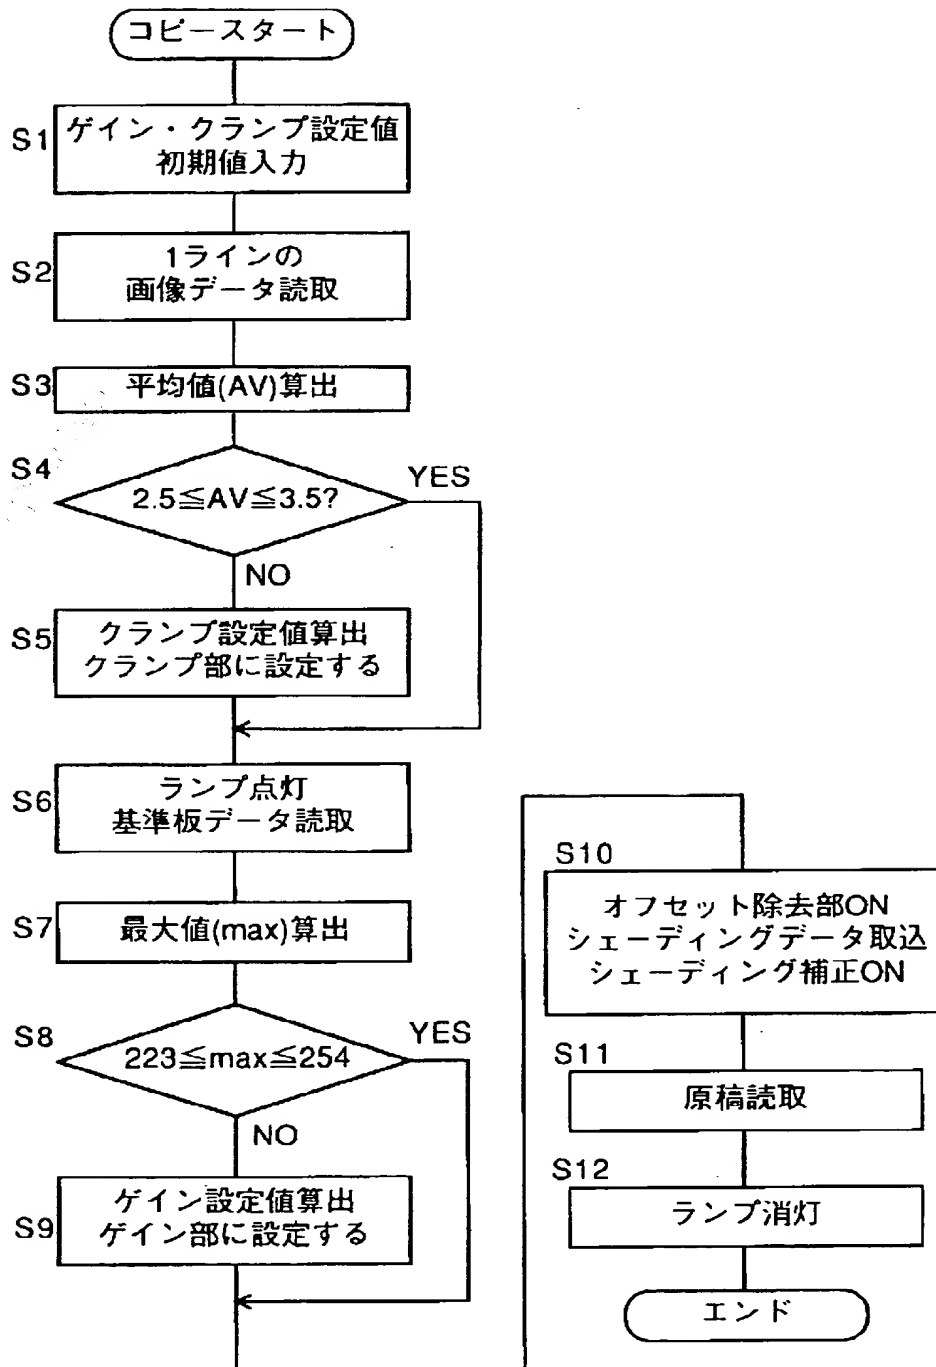 コピースタート
S1
ゲイン・クランプ設定値
初期値入力
S2
1ラインの
画像データ読取
S3
平均値(AV)算出
S4
2.5≦AV≦3.5?
YES
NO
S5
クランプ設定値算出
クランプ部に設定する
S6
ランプ点灯
基準板データ読取
S7
最大値(max)算出
S8
223≦max≦254
YES
NO
S9
ゲイン設定値算出
ゲイン部に設定する
S10
オフセット除去部ON
シェーディングデータ取込
シェーディング補正ON
S11
原稿読取
S12
ランプ消灯
エンド